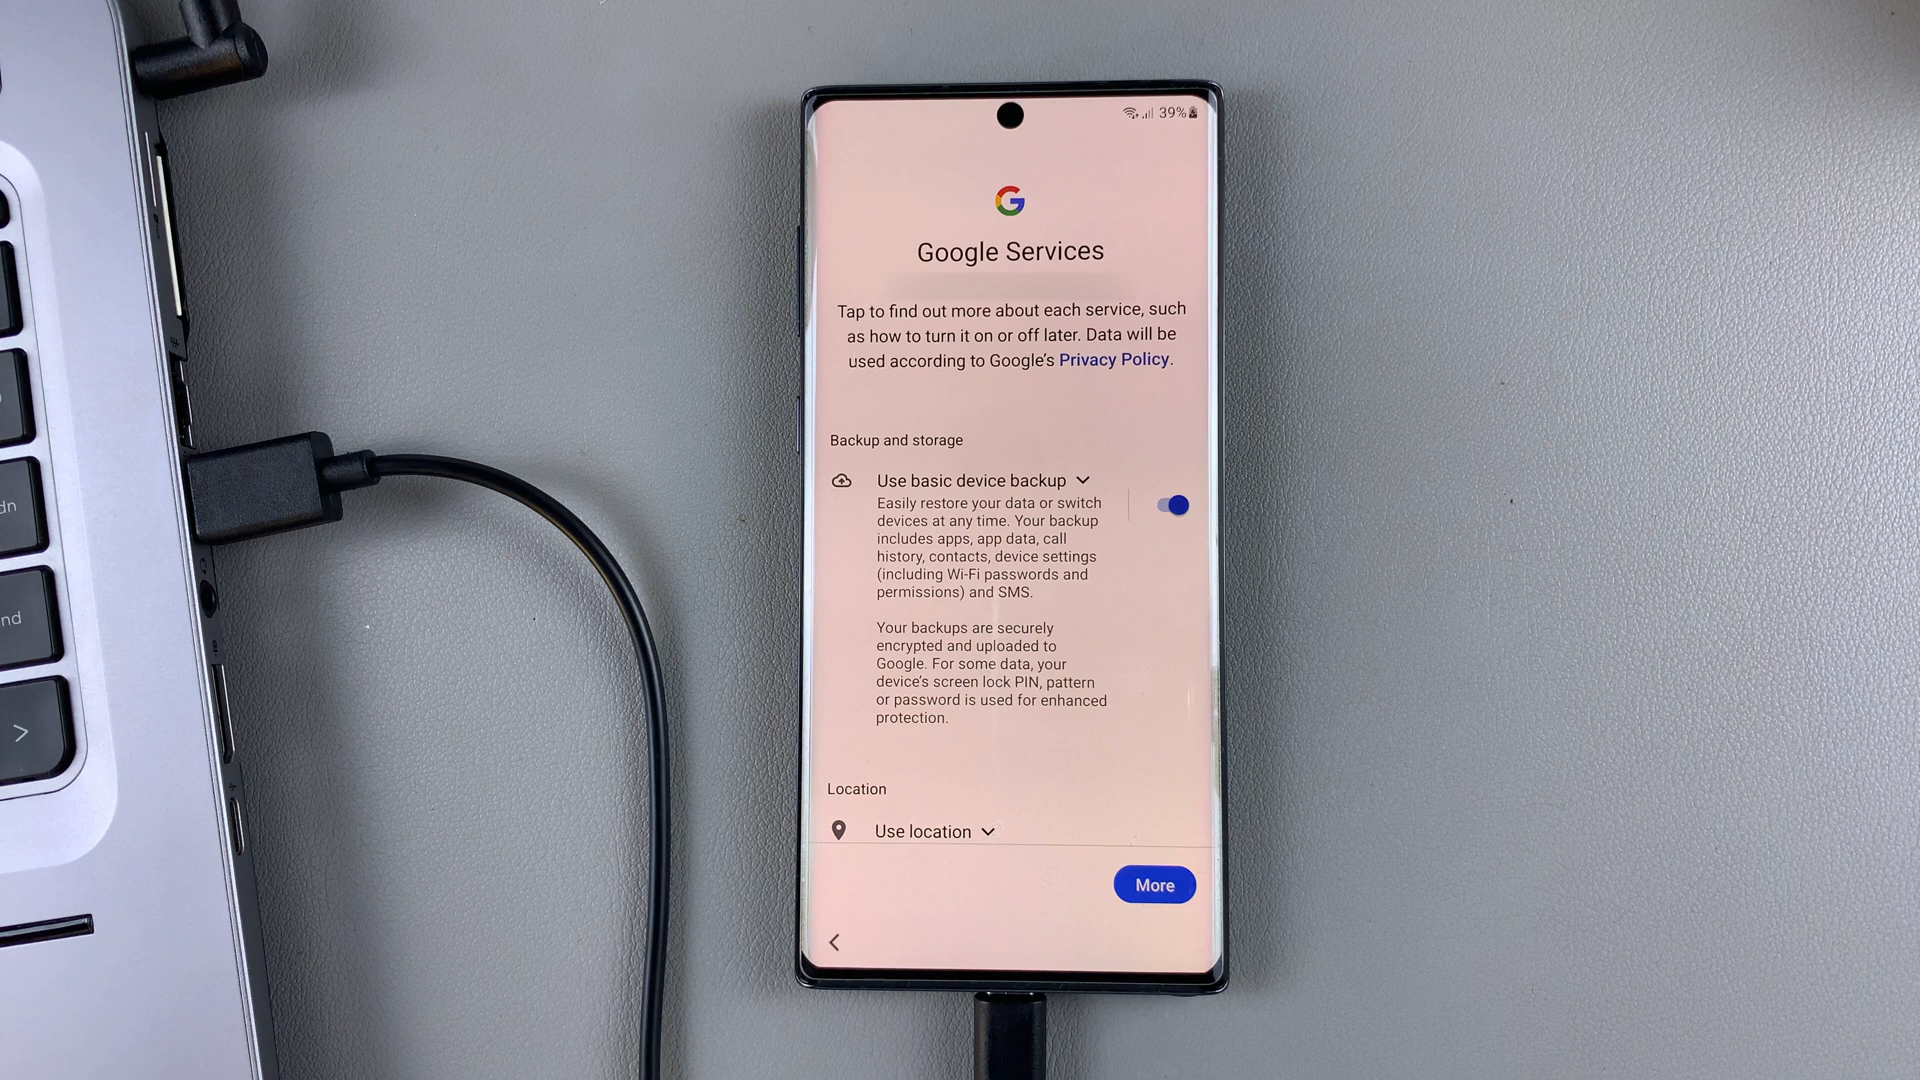 39%
G
Google Services
Tap to find out more about each service, such
as how to turn it on or off later. Data will be
used according to Google's Privacy Policy.
Backup and storage
Use basic device backup
Easily restore your data or switch
devices at any time. Your backup
includes apps, app data, call
history, contacts, device settings
(including Wi-Fi passwords and
permissions) and SMS.
Your backups are securely
encrypted and uploaded to
Google. For some data, your
device's screen lock PIN, pattern
or password is used for enhanced
protection.
Location
Use location
More
dn
nd
>